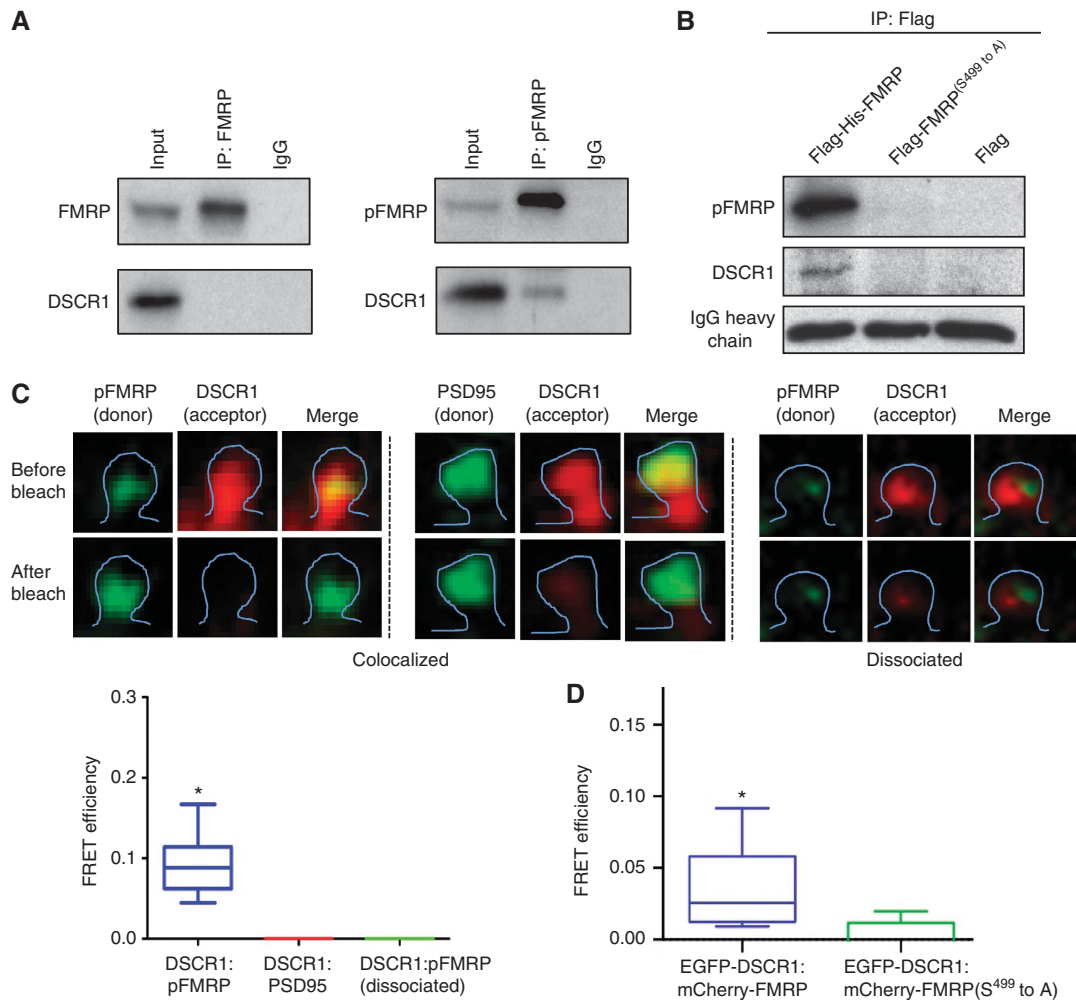 A
Input
IP: FMRP
IgG
FMRP
DSCR1
Input
IP: pFMRP
IgG
pFMRP
DSCR1
B
IP: Flag
Flag-His-FMRP
Flag-FMRP(S499 to A)
Flag
pFMRP
DSCR1
IgG heavy
chain
C
pFMRP
(donor)
DSCR1
(acceptor)
Merge
PSD95
(donor)
DSCR1
(acceptor)
Merge
pFMRP
(donor)
DSCR1
(acceptor)
Merge
Before
bleach
After
bleach
Colocalized
Dissociated
FRET efficiency
0.3
0.2
0.1
0.0
*
DSCR1:
pFMRP
DSCR1:
PSD95
DSCR1:pFMRP
(dissociated)
D
FRET efficiency
0.15
0.10
0.05
0.00
*
EGFP-DSCR1:
mCherry-FMRP
EGFP-DSCR1:
mCherry-FMRP(S⁴⁹⁹ to A)